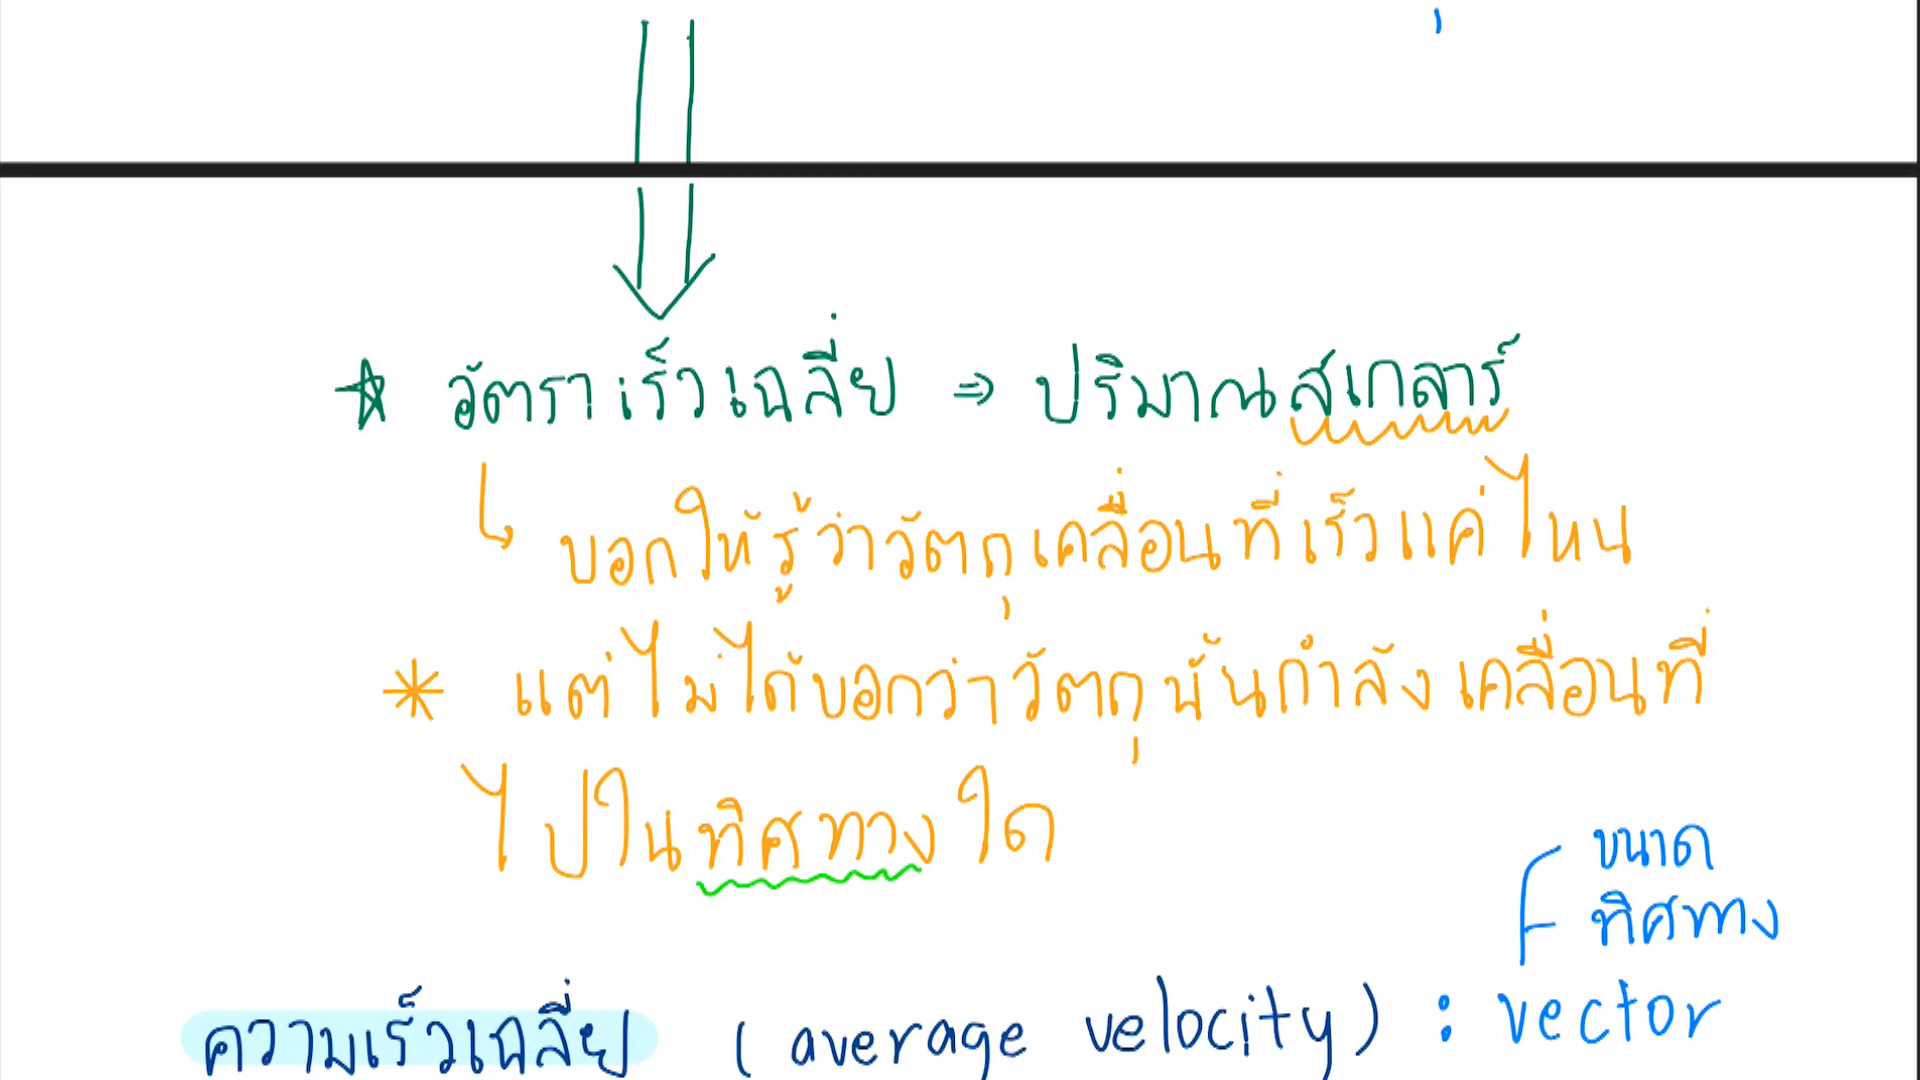 อัตราเร็วเฉลี่ย ⇒ ปริมาณสเกลาร์
↳ บอกให้รู้ว่าวัตถุเคลื่อนที่เร็วแค่ไหน
* แต่ไม่ได้บอกว่าวัตถุนั้นกำลังเคลื่อนที่
ไปในทิศทางใด
ขนาด
ทิศทาง
ความเร็วเฉลี่ย (average velocity) : vector